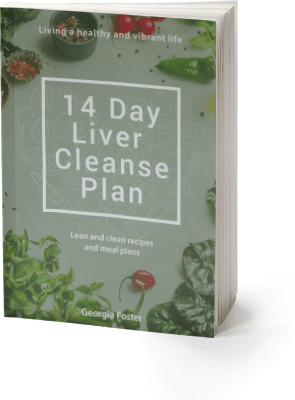 Living a healthy and vibrant life
14 Day
Liver
Cleanse
Plan
Lean and clean recipes
and meal plans
Georgia Foster